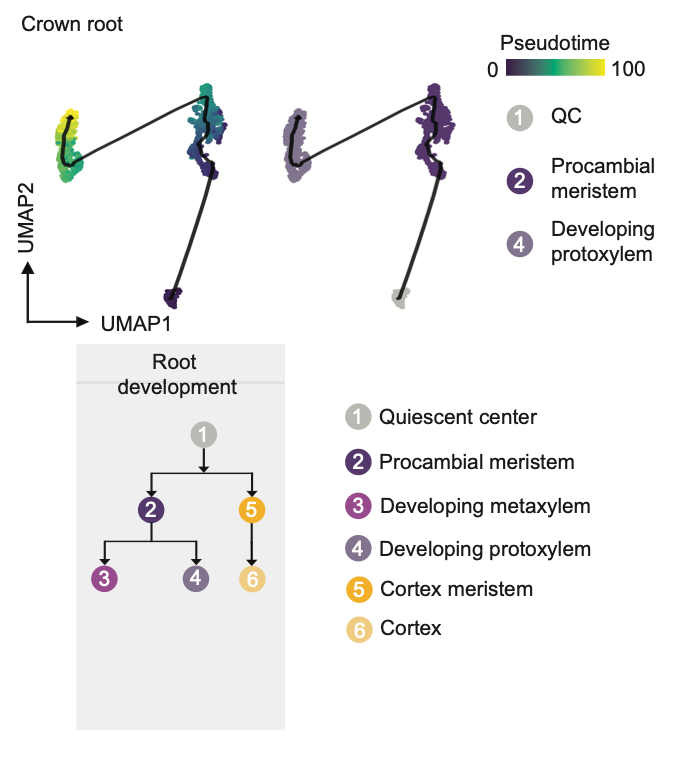 Crown root
Pseudotime
0 100
1 QC
2 Procambial
meristem
4 Developing
protoxylem
UMAP2
UMAP1
Root
development
1
2 5
3 4 6
1 Quiescent center
2 Procambial meristem
3 Developing metaxylem
4 Developing protoxylem
5 Cortex meristem
6 Cortex